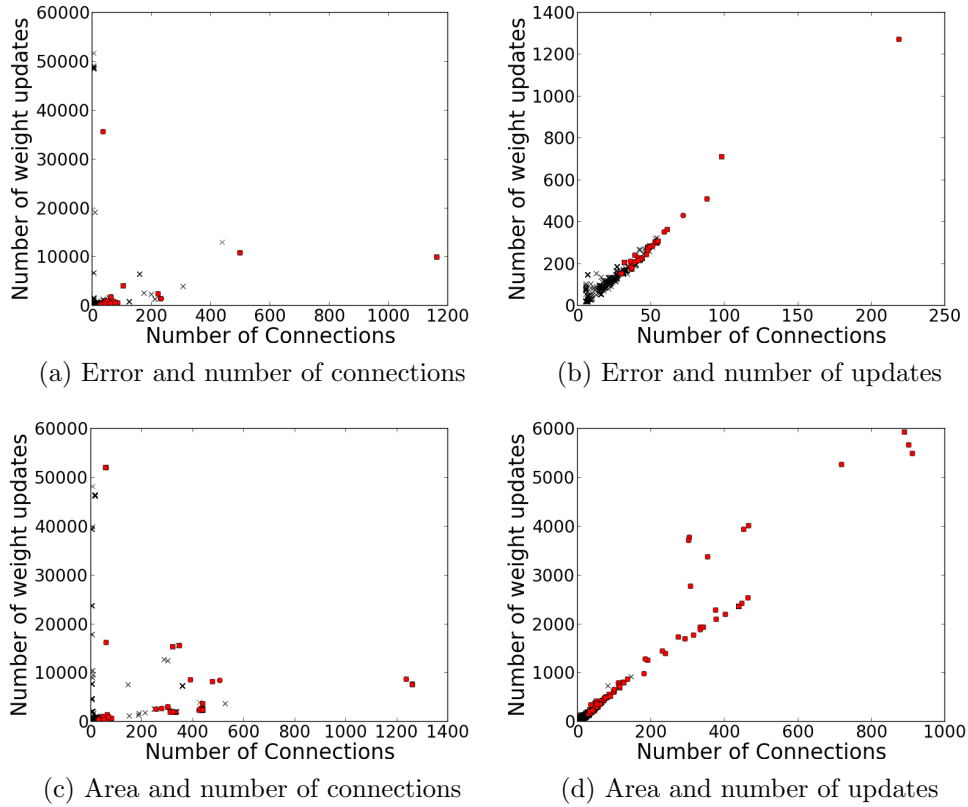 60000
50000
40000
30000
20000
10000
0
0 200 400 600 800 1000 1200
Number of weight updates
Number of Connections
(a) Error and number of connections
1400
1200
1000
800
600
400
200
0
0 50 100 150 200 250
Number of weight updates
Number of Connections
(b) Error and number of updates
60000
50000
40000
30000
20000
10000
0
0 200 400 600 800 1000 1200 1400
Number of weight updates
Number of Connections
(c) Area and number of connections
6000
5000
4000
3000
2000
1000
0
0 200 400 600 800 1000
Number of weight updates
Number of Connections
(d) Area and number of updates